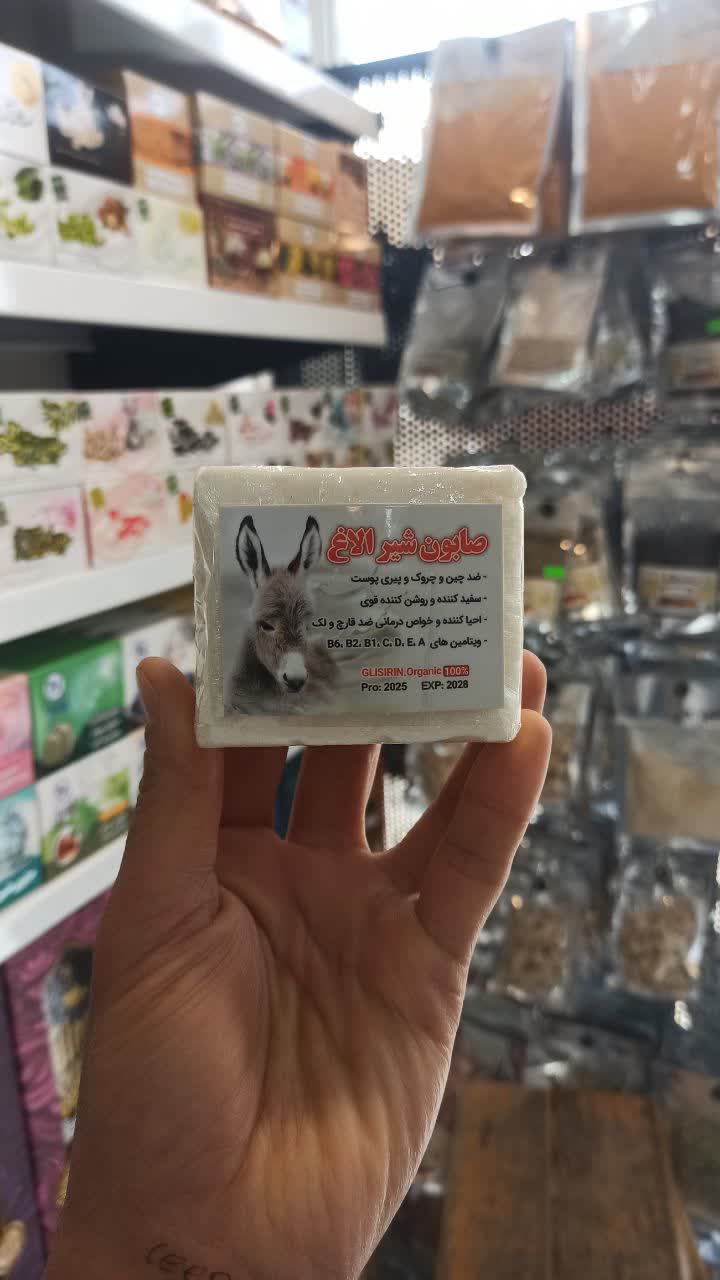 صابون شیر الاغ
- ضد چین و چروک و پیری پوست
- سفید کننده و روشن کننده قوی
- احیا کننده و خواص درمانی ضد قارچ و لک
- ویتامین های B6، B2، B1، C، D، E، A
GLISIRIN.Organic 100%
Pro: 2025 EXP: 2028